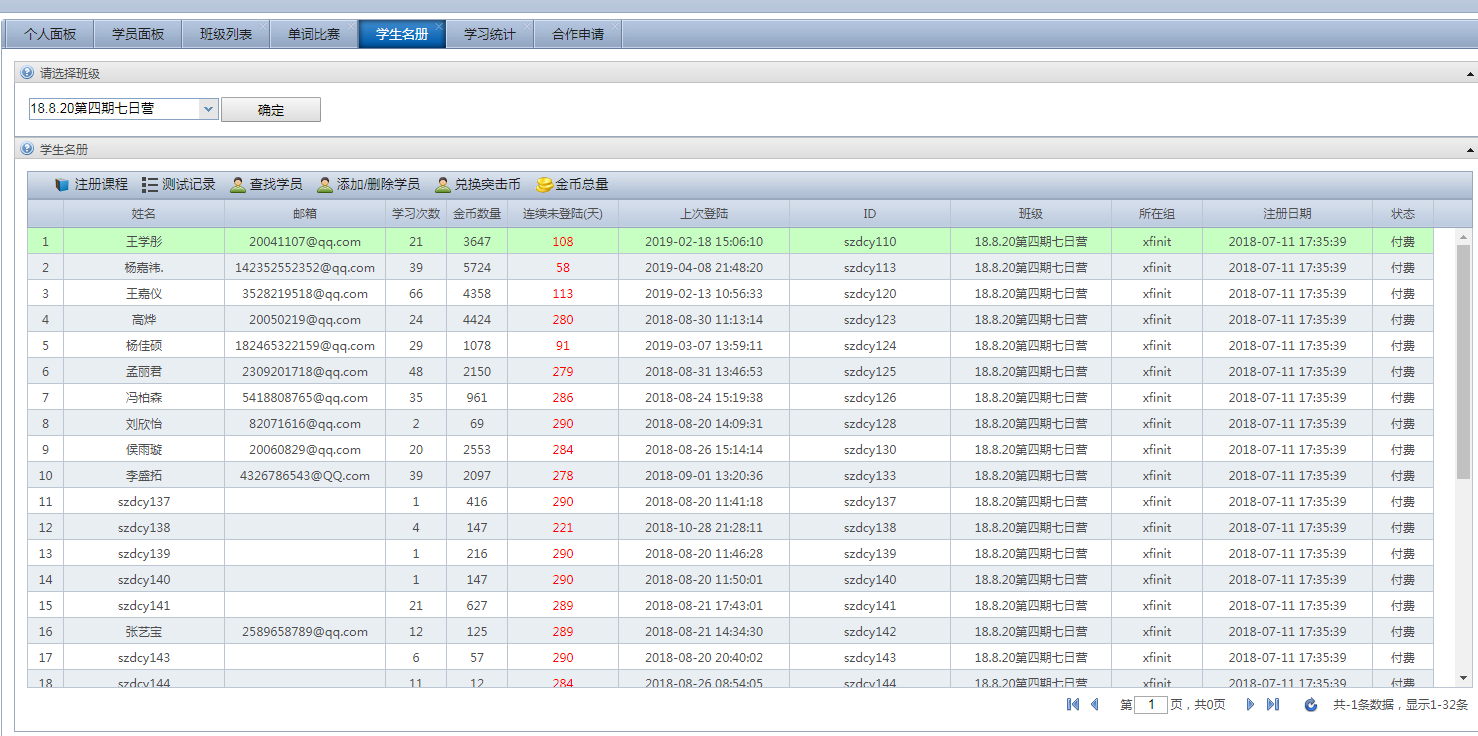 个人面板 学员面板 班级列表 单词比赛 学生名册 学习统计 合作申请
请选择班级
18.8.20第四期七日营 确定
学生名册
注册课程 测试记录 查找学员 添加/删除学员 兑换突击币 金币总量
姓名 邮箱 学习次数 金币数量 连续未登陆(天) 上次登陆 ID 班级 所在组 注册日期 状态
1 王学彤 20041107@qq.com 21 3647 108 2019-02-18 15:06:10 szdcy110 18.8.20第四期七日营 xfinit 2018-07-11 17:35:39 付费
2 杨嘉祎. 142352552352@qq.com 39 5724 58 2019-04-08 21:48:20 szdcy113 18.8.20第四期七日营 xfinit 2018-07-11 17:35:39 付费
3 王嘉仪 3528219518@qq.com 66 4358 113 2019-02-13 10:56:33 szdcy120 18.8.20第四期七日营 xfinit 2018-07-11 17:35:39 付费
4 高烨 20050219@qq.com 24 4424 280 2018-08-30 11:13:14 szdcy123 18.8.20第四期七日营 xfinit 2018-07-11 17:35:39 付费
5 杨佳硕 182465322159@qq.com 29 1078 91 2019-03-07 13:59:11 szdcy124 18.8.20第四期七日营 xfinit 2018-07-11 17:35:39 付费
6 孟丽君 2309201718@qq.com 48 2150 279 2018-08-31 13:46:53 szdcy125 18.8.20第四期七日营 xfinit 2018-07-11 17:35:39 付费
7 冯柏森 5418808765@qq.com 35 961 286 2018-08-24 15:19:38 szdcy126 18.8.20第四期七日营 xfinit 2018-07-11 17:35:39 付费
8 刘欣怡 82071616@qq.com 2 69 290 2018-08-20 14:09:31 szdcy128 18.8.20第四期七日营 xfinit 2018-07-11 17:35:39 付费
9 侯雨璇 20060829@qq.com 20 2553 284 2018-08-26 15:14:14 szdcy130 18.8.20第四期七日营 xfinit 2018-07-11 17:35:39 付费
10 李盛拓 4326786543@QQ.com 39 2097 278 2018-09-01 13:20:36 szdcy133 18.8.20第四期七日营 xfinit 2018-07-11 17:35:39 付费
11 szdcy137 1 416 290 2018-08-20 11:41:18 szdcy137 18.8.20第四期七日营 xfinit 2018-07-11 17:35:39 付费
12 szdcy138 4 147 221 2018-10-28 21:28:11 szdcy138 18.8.20第四期七日营 xfinit 2018-07-11 17:35:39 付费
13 szdcy139 1 216 290 2018-08-20 11:46:28 szdcy139 18.8.20第四期七日营 xfinit 2018-07-11 17:35:39 付费
14 szdcy140 1 147 290 2018-08-20 11:50:01 szdcy140 18.8.20第四期七日营 xfinit 2018-07-11 17:35:39 付费
15 szdcy141 21 627 289 2018-08-21 17:43:01 szdcy141 18.8.20第四期七日营 xfinit 2018-07-11 17:35:39 付费
16 张艺宝 2589658789@qq.com 12 125 289 2018-08-21 14:34:30 szdcy142 18.8.20第四期七日营 xfinit 2018-07-11 17:35:39 付费
17 szdcy143 6 57 290 2018-08-20 20:40:02 szdcy143 18.8.20第四期七日营 xfinit 2018-07-11 17:35:39 付费
18 szdcy144 11 12 284 2018-08-26 08:54:05 szdcy144 18.8.20第四期七日营 xfinit 2018-07-11 17:35:39 付费
第 1 页，共0页 共-1条数据，显示1-32条